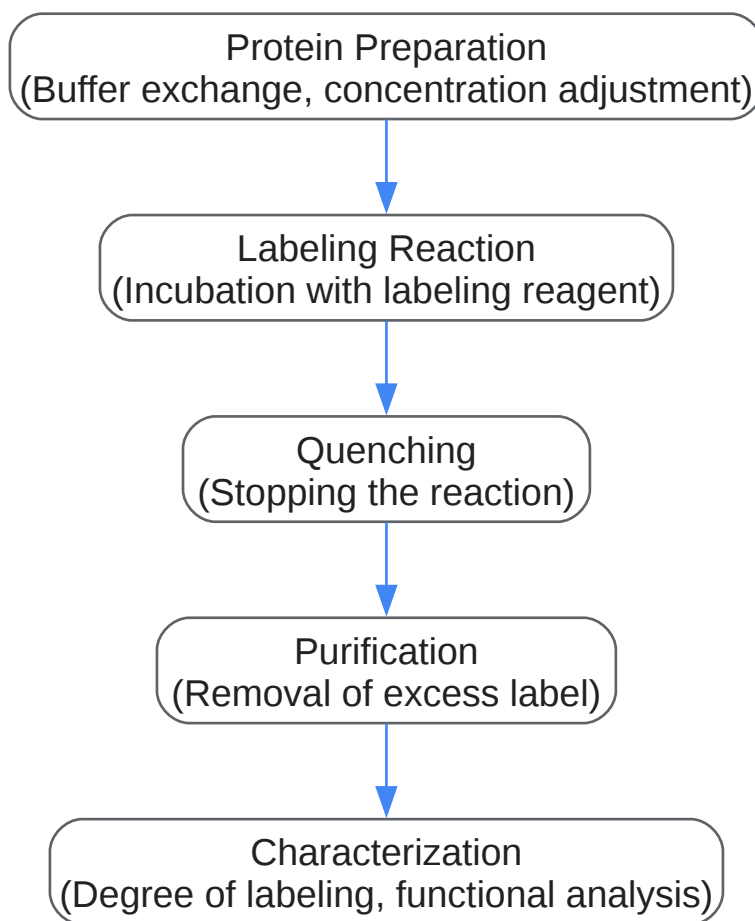 Protein Preparation
(Buffer exchange, concentration adjustment)
Labeling Reaction
(Incubation with labeling reagent)
Quenching
(Stopping the reaction)
Purification
(Removal of excess label)
Characterization
(Degree of labeling, functional analysis)